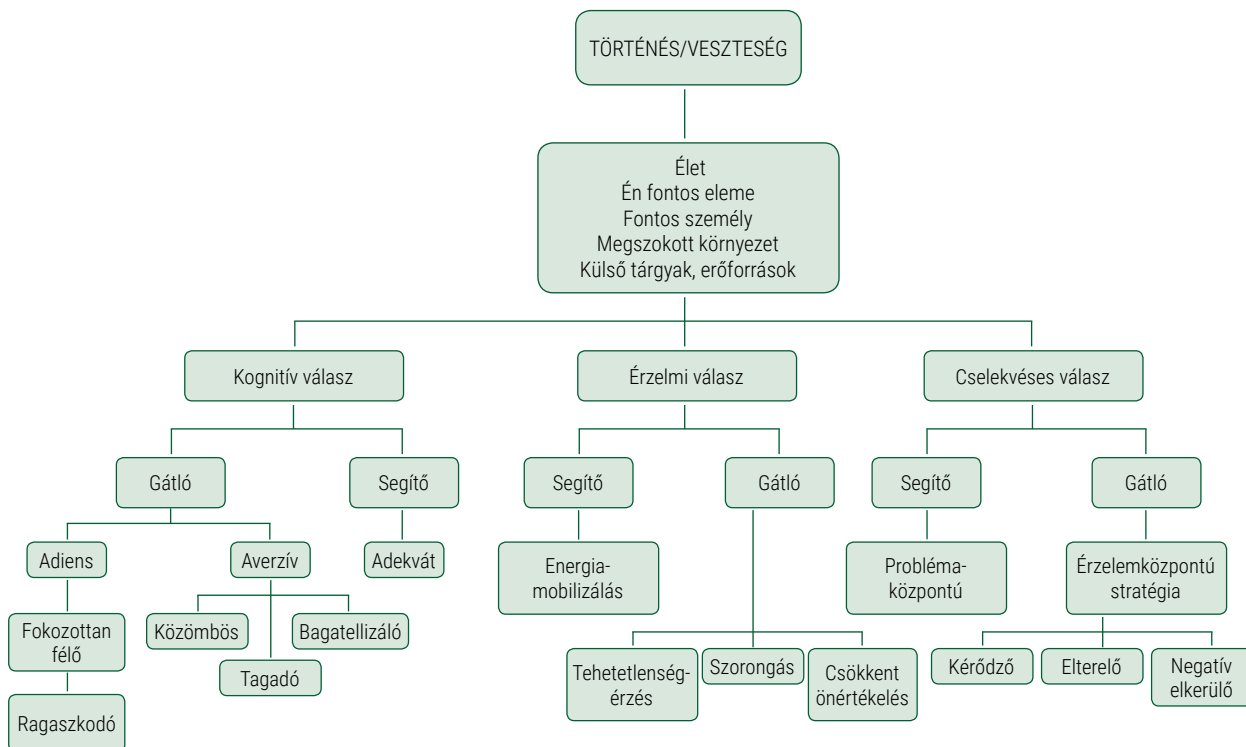 TÖRTÉNÉS/VESZTESÉG
Élet
Én fontos eleme
Fontos személy
Megszokott környezet
Külső tárgyak, erőforrások
Kognitív válasz
Érzelmi válasz
Cselekvéses válasz
Gátló
Segítő
Segítő
Gátló
Segítő
Gátló
Adiens
Averzív
Adekvát
Energia-
mobilizálás
Probléma-
központú
Érzelemközpontú
stratégia
Fokozottan
félő
Közömbös
Bagatellizáló
Tagadó
Ragaszkodó
Tehetetlenség-
érzés
Szorongás
Csökkent
önértékelés
Kérődző
Elterelő
Negatív
elkerülő